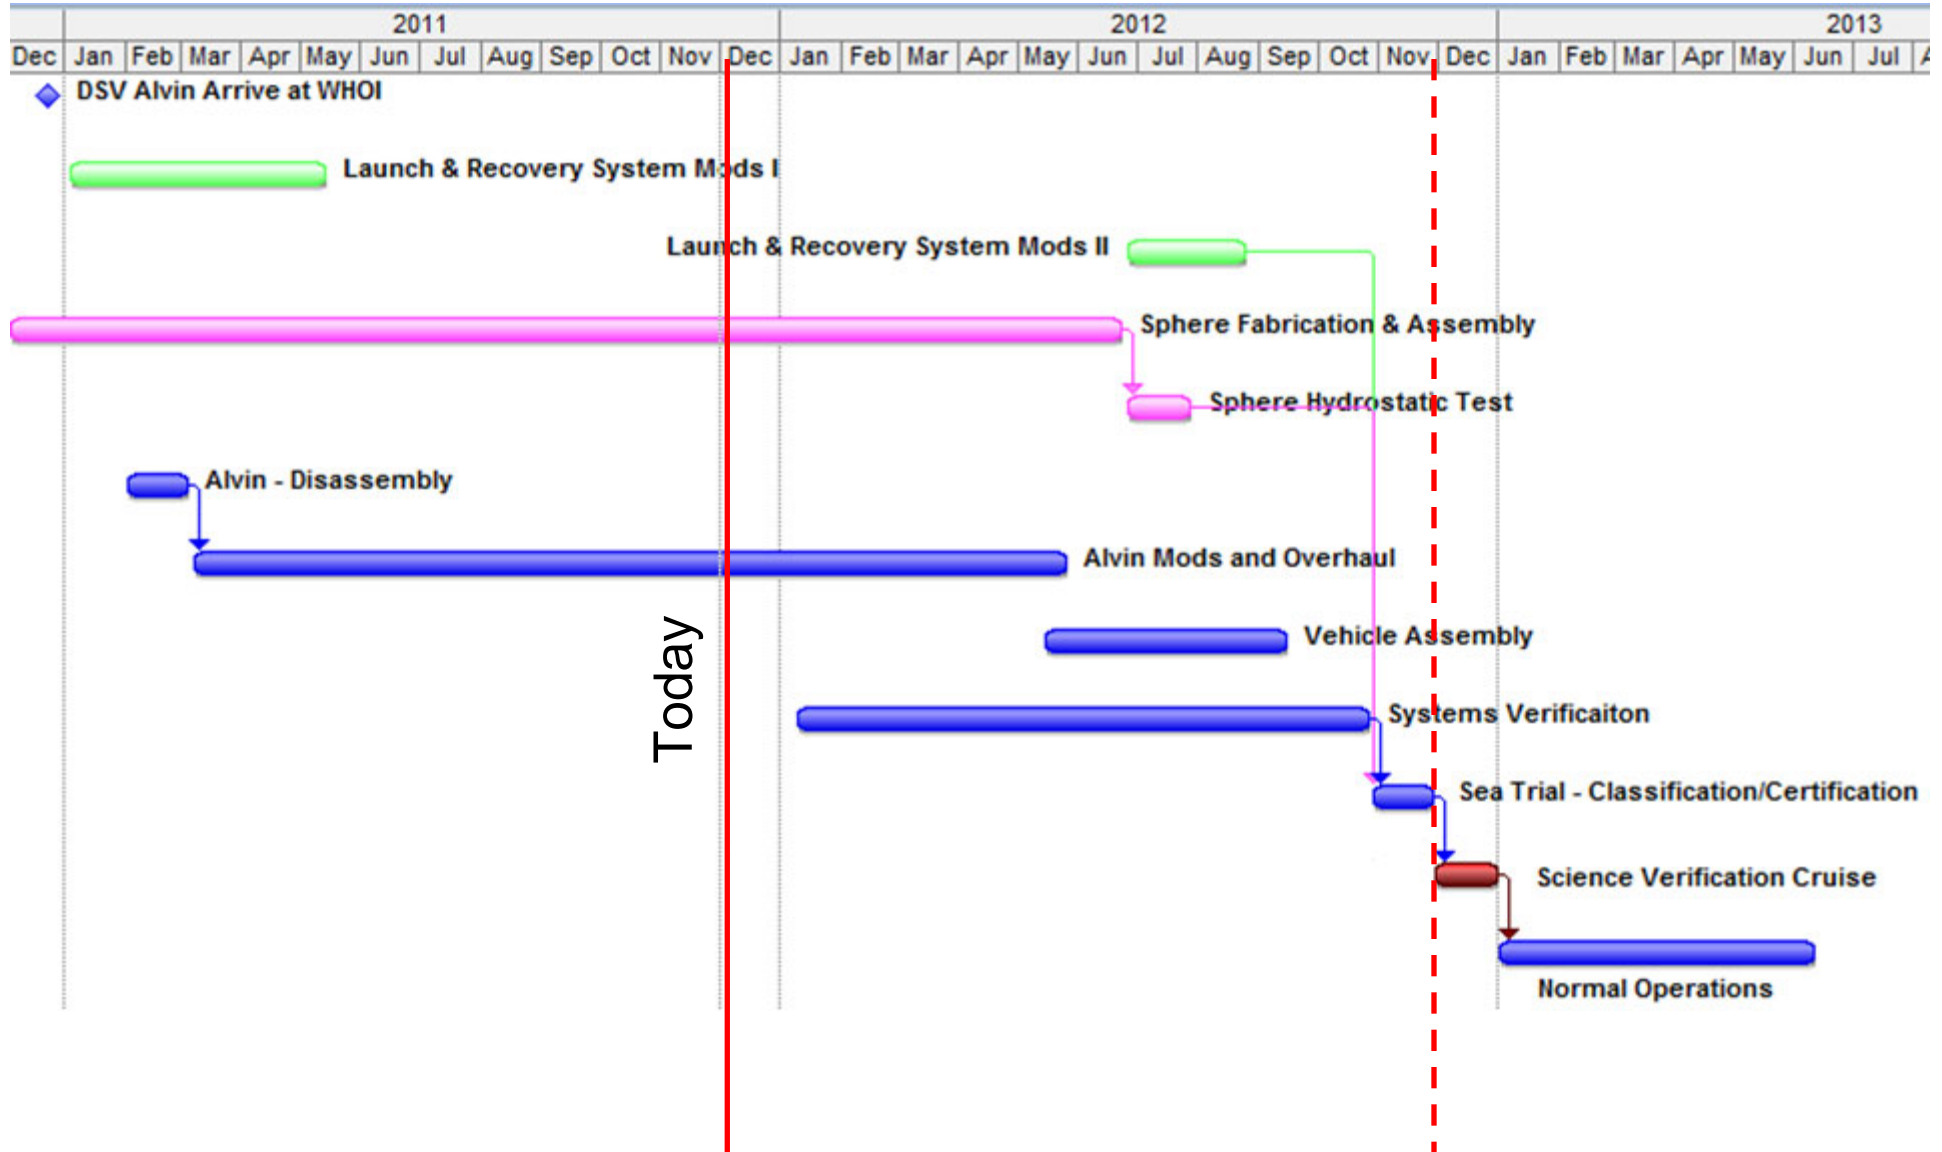 2011 2012 2013
Dec Jan Feb Mar Apr May Jun Jul Aug Sep Oct Nov Dec Jan Feb Mar Apr May Jun Jul Aug Sep Oct Nov Dec Jan Feb Mar Apr May Jun Jul A
DSV Alvin Arrive at WHOI
Launch & Recovery System Mods I
Launch & Recovery System Mods II
Sphere Fabrication & Assembly
Sphere Hydrostatic Test
Alvin - Disassembly
Alvin Mods and Overhaul
Vehicle Assembly
Today
Systems Verificaiton
Sea Trial - Classification/Certification
Science Verification Cruise
Normal Operations